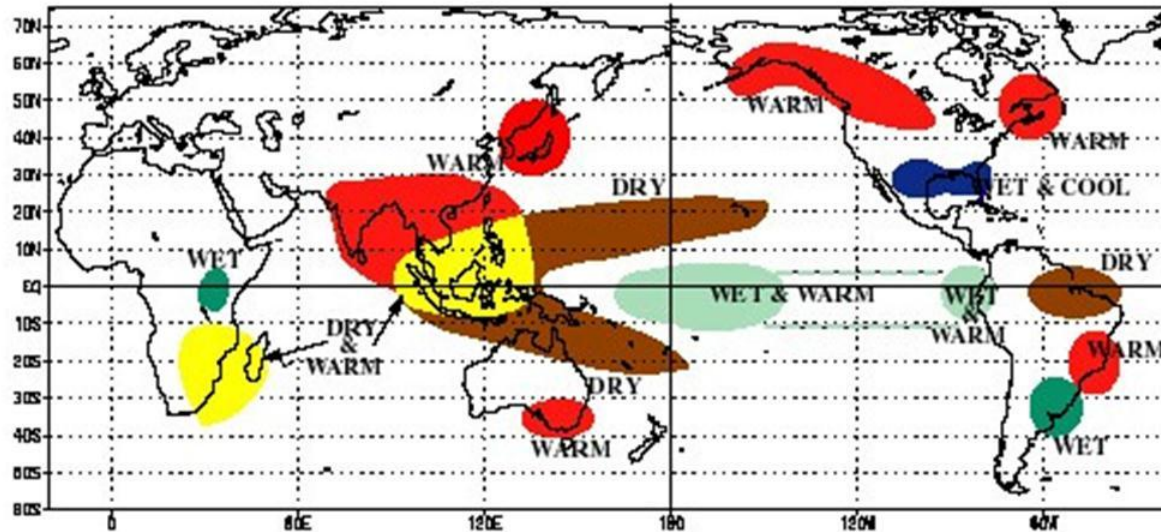 70N
60N
50N
40N
30N
20N
10N
EQ
10S
20S
30S
40S
50S
60S
70S
80S
0
60E
120E
180
120W
60W
WARM
WARM
WARM
WET & COOL
DRY
WET
DRY
&
WARM
WET & WARM
WET
&
WARM
DRY
DRY
WARM
WARM
WET